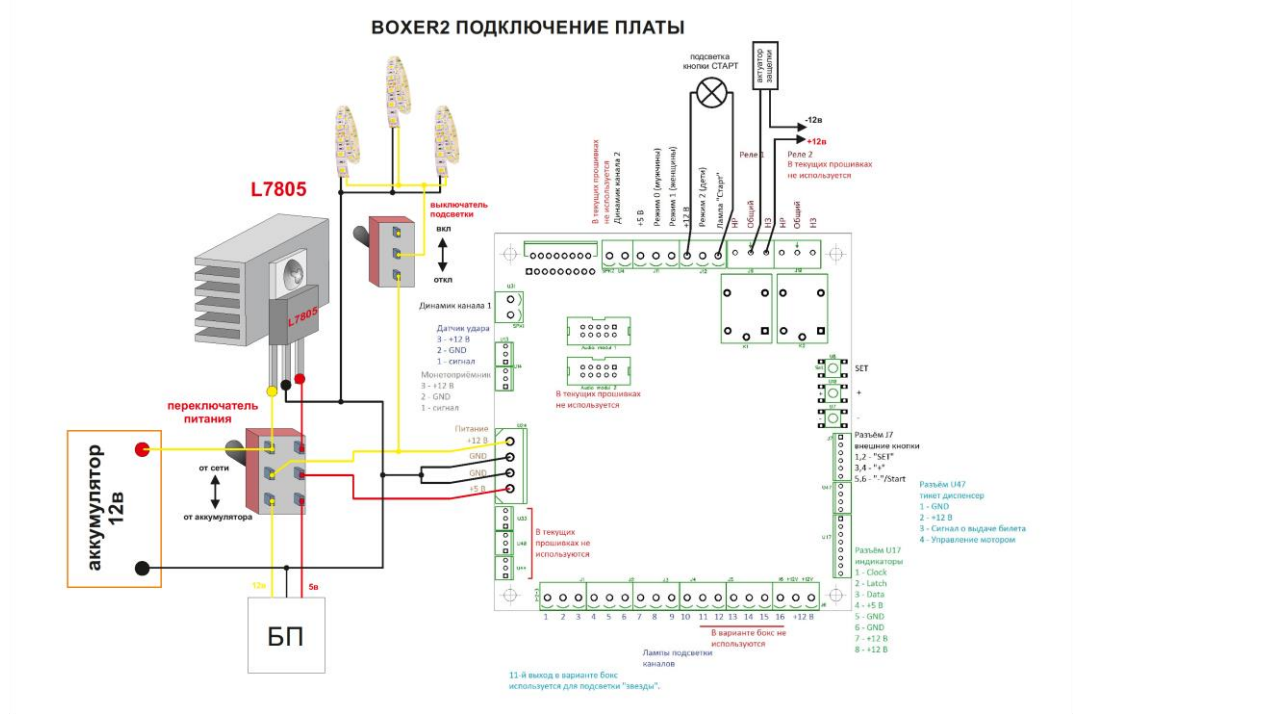 BOXER2 ПОДКЛЮЧЕНИЕ ПЛАТЫ
подсветка
кнопки СТАРТ
актуатор
защелки
-12в
+12в
Реле 1
Реле 2
В текущих прошивках
не используется
В текущих прошивках
не используется
Динамик канала 2
+5 В
Режим 0 (мужчины)
Режим 1 (женщины)
+12 В
Режим 2 (дети)
Лампа "Старт"
НР
Общий
НЗ
НР
Общий
НЗ
L7805
выключатель
подсветки
вкл
откл
L7805
Динамик канала 1
Датчик удара
3 - +12 В
2 - GND
1 - сигнал
Монетоприёмник
3 - +12 В
2 - GND
1 - сигнал
В текущих прошивках
не используется
SET
+
-
переключатель
питания
от сети
от аккумулятора
аккумулятор
12в
Питание
+12 В
GND
GND
+5 В
Разъём J7
внешние кнопки
1,2 - "SET"
3,4 - "+"
5.6 - "-"/Start
Разъём U47
тикет диспенсер
1 - GND
2 - +12 В
3 - Сигнал о выдаче билета
4 - Управление мотором
В текущих
прошивках не
используются
Разъём U17
индикаторы
1 - Clock
2 - Latch
3 - Data
4 - +5 В
5 - GND
6 - GND
7 - +12 В
8 - +12 В
12в
5в
БП
1 2 3 4 5 6 7 8 9 10 11 12 13 14 15 16 +12 В
В варианте бокс не
используются
Лампы подсветки
каналов
11-й выход в варианте бокс
используется для подсветки "звезды".